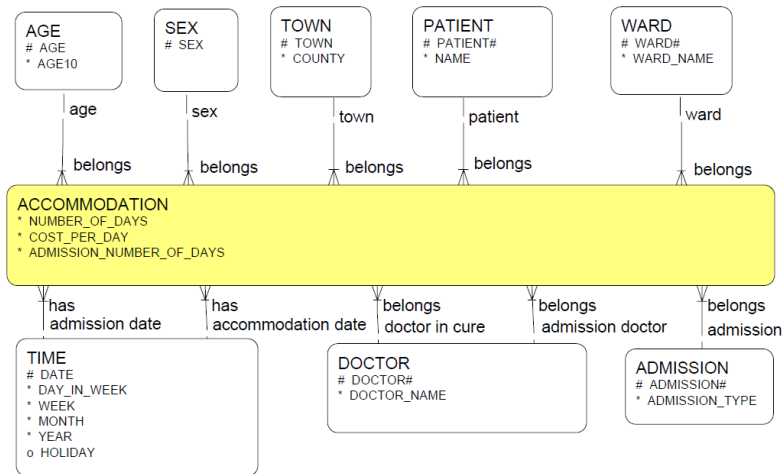 AGE
# AGE
* AGE10
SEX
# SEX
TOWN
# TOWN
* COUNTY
PATIENT
# PATIENT#
* NAME
WARD
# WARD#
* WARD_NAME
age
sex
town
patient
ward
belongs
belongs
belongs
belongs
belongs
ACCOMMODATION
* NUMBER_OF_DAYS
* COST_PER_DAY
* ADMISSION_NUMBER_OF_DAYS
has
admission date
has
accommodation date
belongs
doctor in cure
belongs
admission doctor
belongs
admission
TIME
# DATE
* DAY_IN_WEEK
* WEEK
* MONTH
* YEAR
o HOLIDAY
DOCTOR
# DOCTOR#
* DOCTOR_NAME
ADMISSION
# ADMISSION#
* ADMISSION_TYPE